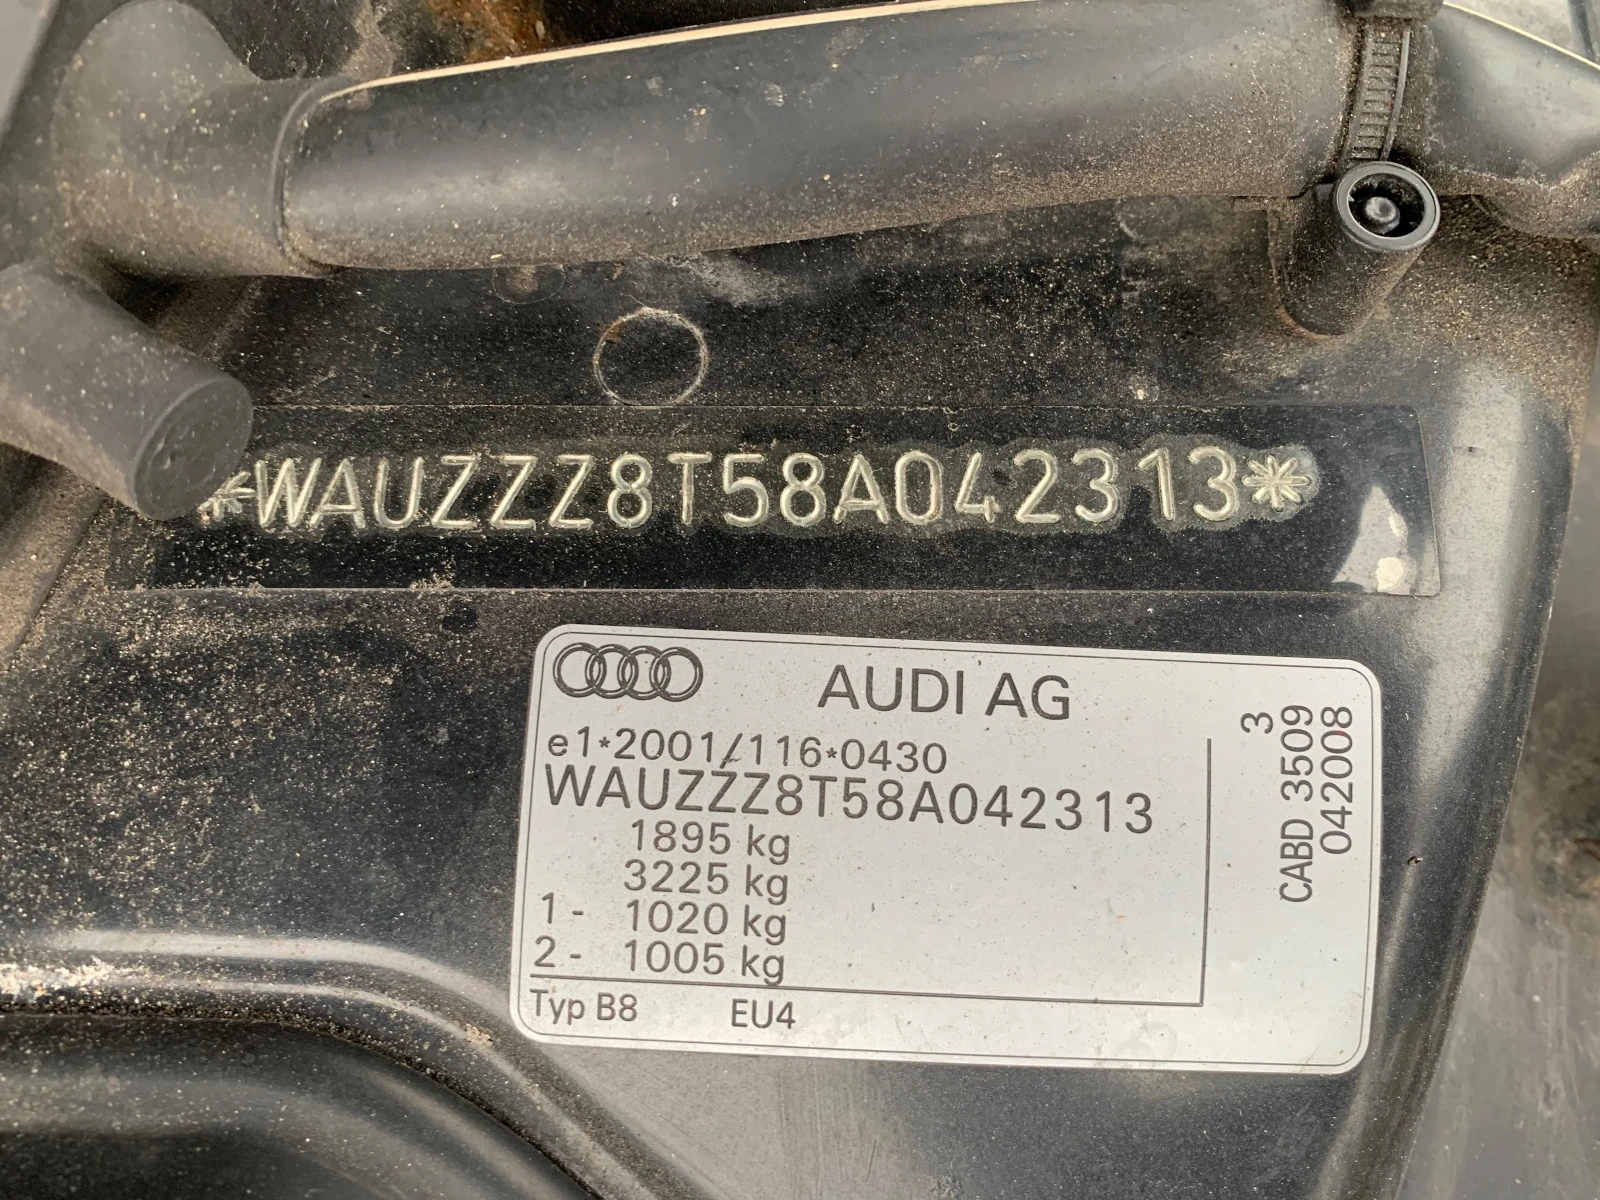 *WAUZZZ8T58A042313*
AUDI AG
e1*2001/116*0430
WAUZZZ8T58A042313
1895 kg
3225 kg
1 - 1020 kg
2 - 1005 kg
Typ B8 EU4
3
CABD 3509
042008